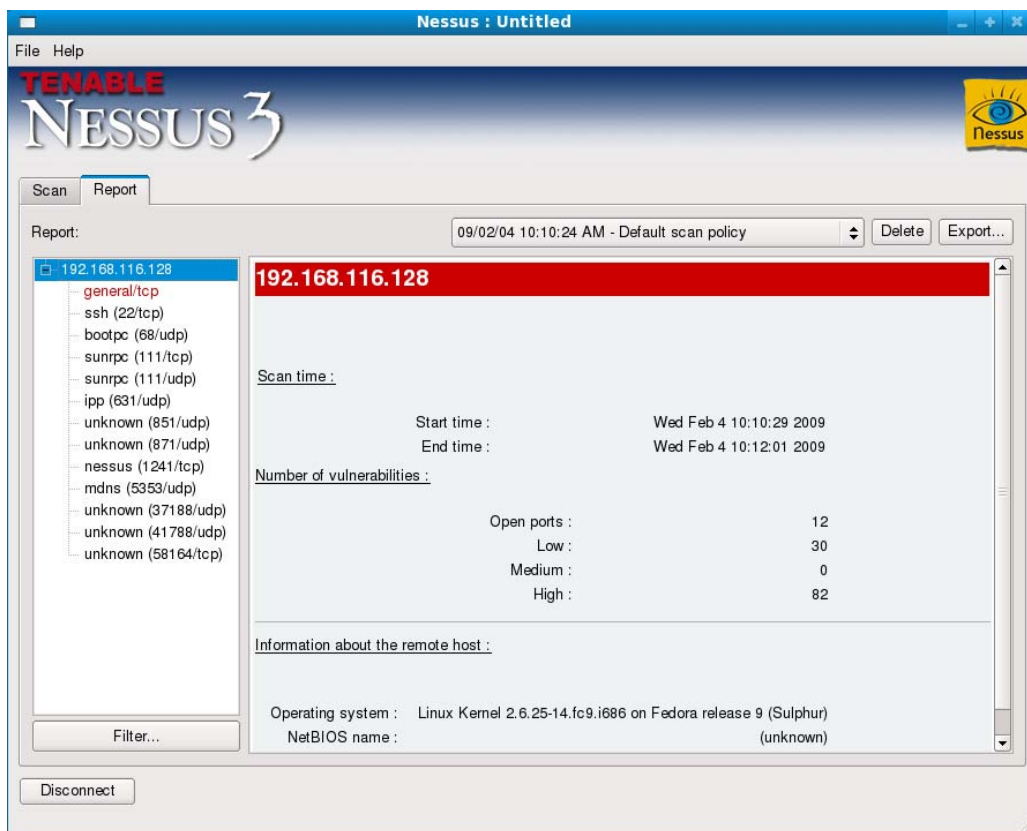 Nessus : Untitled
File Help
TENABLE
NESSUS 3
nessus
Scan Report
Report:
09/02/04 10:10:24 AM - Default scan policy
Delete Export...
192.168.116.128
general/tcp
ssh (22/tcp)
bootpc (68/udp)
sunrpc (111/tcp)
sunrpc (111/udp)
ipp (631/udp)
unknown (851/udp)
unknown (871/udp)
nessus (1241/tcp)
mdns (5353/udp)
unknown (37188/udp)
unknown (41788/udp)
unknown (58164/tcp)
Filter...
192.168.116.128
Scan time :
Start time : Wed Feb 4 10:10:29 2009
End time : Wed Feb 4 10:12:01 2009
Number of vulnerabilities :
Open ports : 12
Low : 30
Medium : 0
High : 82
Information about the remote host :
Operating system : Linux Kernel 2.6.25-14.fc9.i686 on Fedora release 9 (Sulphur)
NetBIOS name : (unknown)
Disconnect